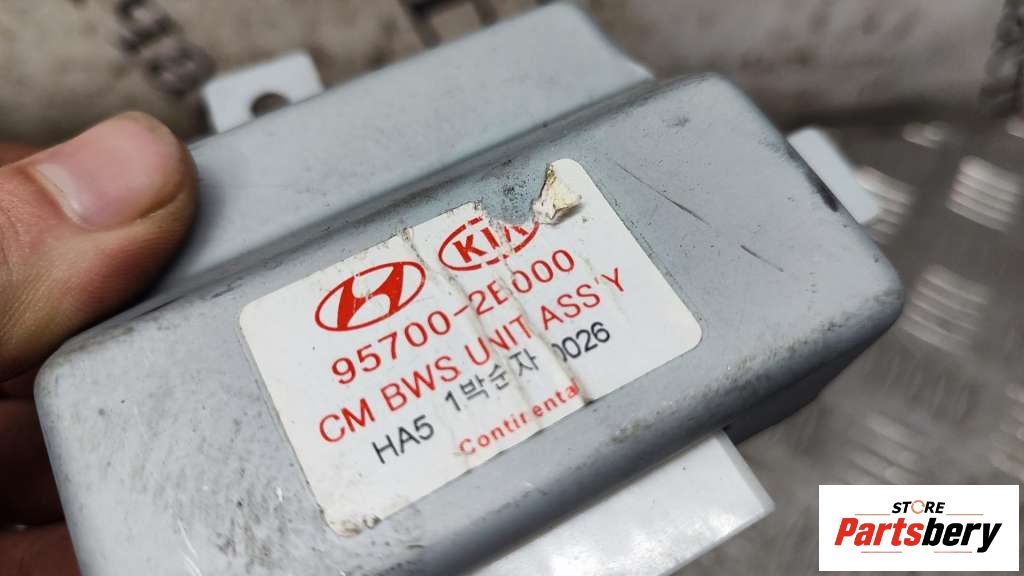 KIA
95700-2B000
CM BWS UNIT ASS'Y
HA5 1박순자 0026
Continental
STORE
Partsbery